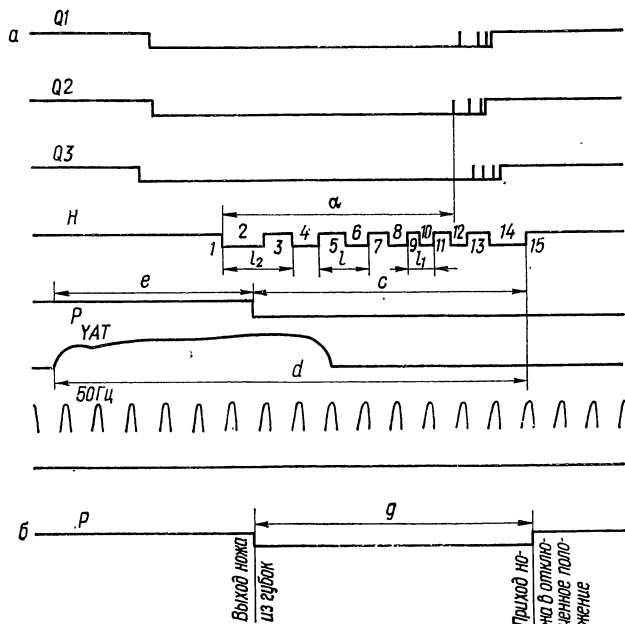 Q1
а
Q2
Q3
H
a
1 2 3 4 5 6 7 8 9 10 11 12 13 14 15
l₂ l l₁
e c
P
YAT
d
50Гц
g
б P
Выход ножа
из губок
Приход но-
жа в отклю-
ченное поло-
жение